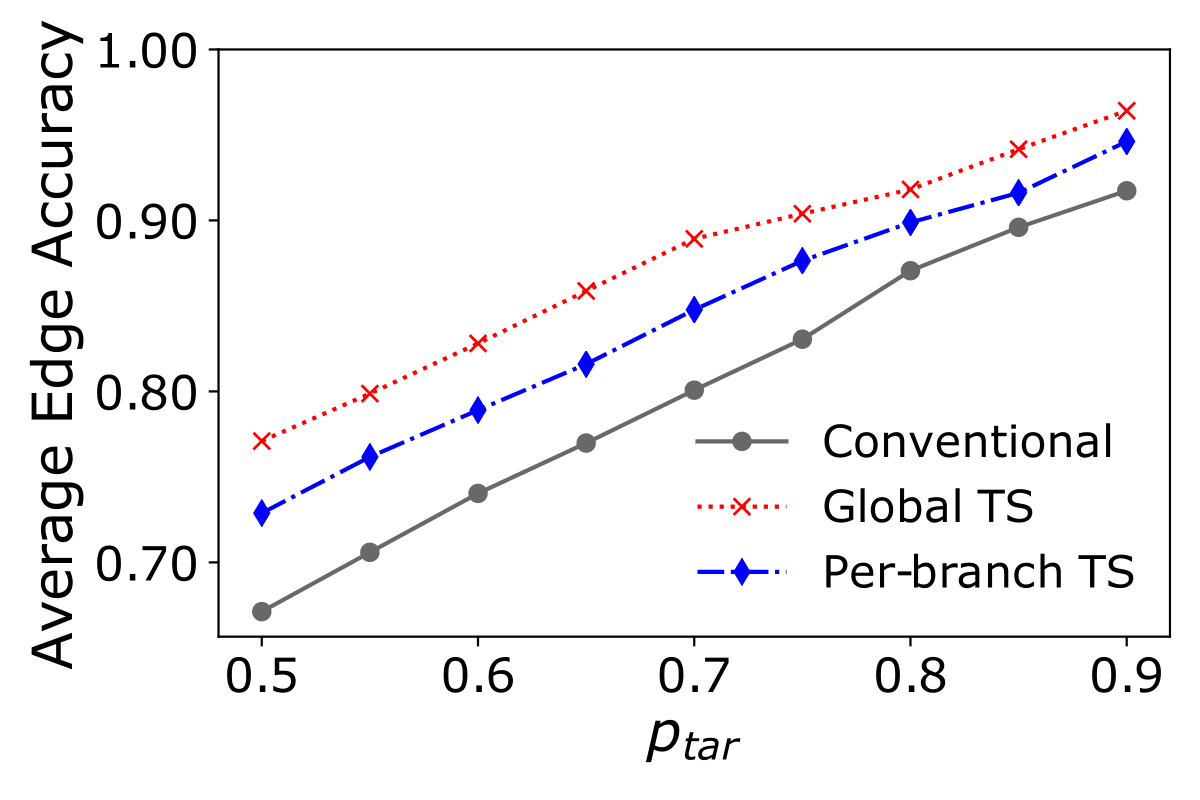 Average Edge Accuracy
1.00
0.90
0.80
0.70
Conventional
Global TS
Per-branch TS
0.5 0.6 0.7 0.8 0.9
p_tar